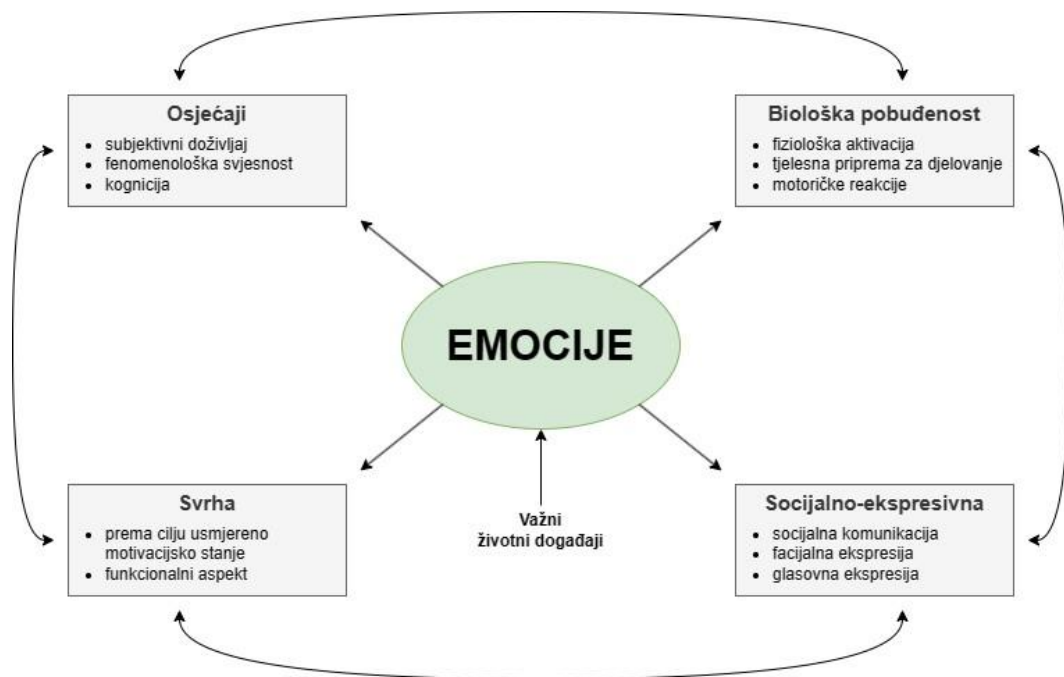 Osjećaji
• subjektivni doživljaj
• fenomenološka svjesnost
• kognicija
Biološka pobuđenost
• fiziološka aktivacija
• tjelesna priprema za djelovanje
• motoričke reakcije
EMOCIJE
Svrha
• prema cilju usmjereno
motivacijsko stanje
• funkcionalni aspekt
Važni
životni događaji
Socijalno-ekspresivna
• socijalna komunikacija
• facijalna ekspresija
• glasovna ekspresija